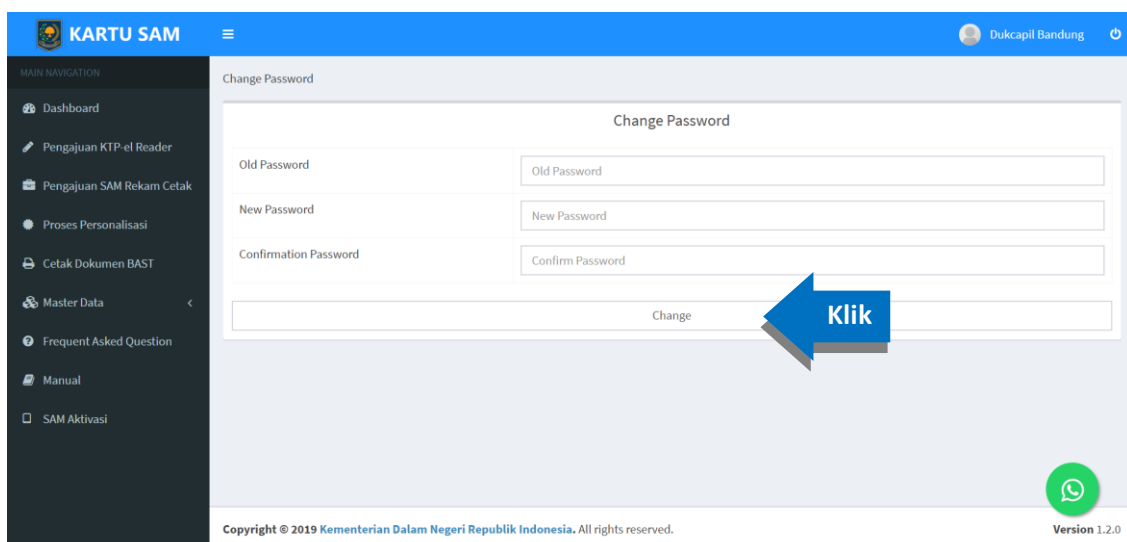 KARTU SAM
Dukcapil Bandung
MAIN NAVIGATION
Dashboard
Pengajuan KTP-el Reader
Pengajuan SAM Rekam Cetak
Proses Personalisasi
Cetak Dokumen BAST
Master Data
Frequent Asked Question
Manual
SAM Aktivasi
Change Password
Change Password
Old Password
Old Password
New Password
New Password
Confirmation Password
Confirm Password
Change
Klik
Copyright © 2019 Kementerian Dalam Negeri Republik Indonesia. All rights reserved.
Version 1.2.0